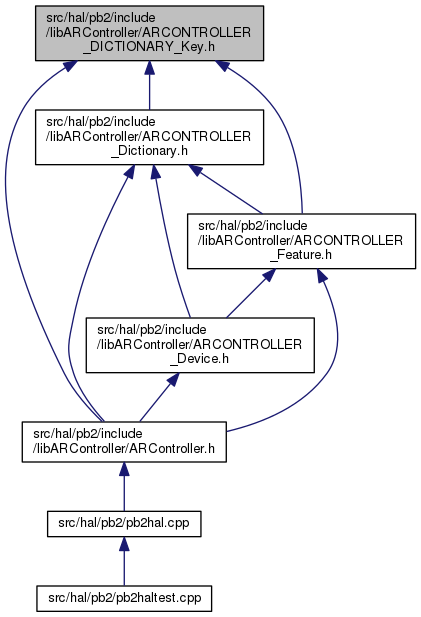 src/hal/pb2/include
/libARController/ARCONTROLLER
_DICTIONARY_Key.h
src/hal/pb2/include
/libARController/ARCONTROLLER
_Dictionary.h
src/hal/pb2/include
/libARController/ARCONTROLLER
_Feature.h
src/hal/pb2/include
/libARController/ARCONTROLLER
_Device.h
src/hal/pb2/include
/libARController/ARController.h
src/hal/pb2/pb2hal.cpp
src/hal/pb2/pb2haltest.cpp